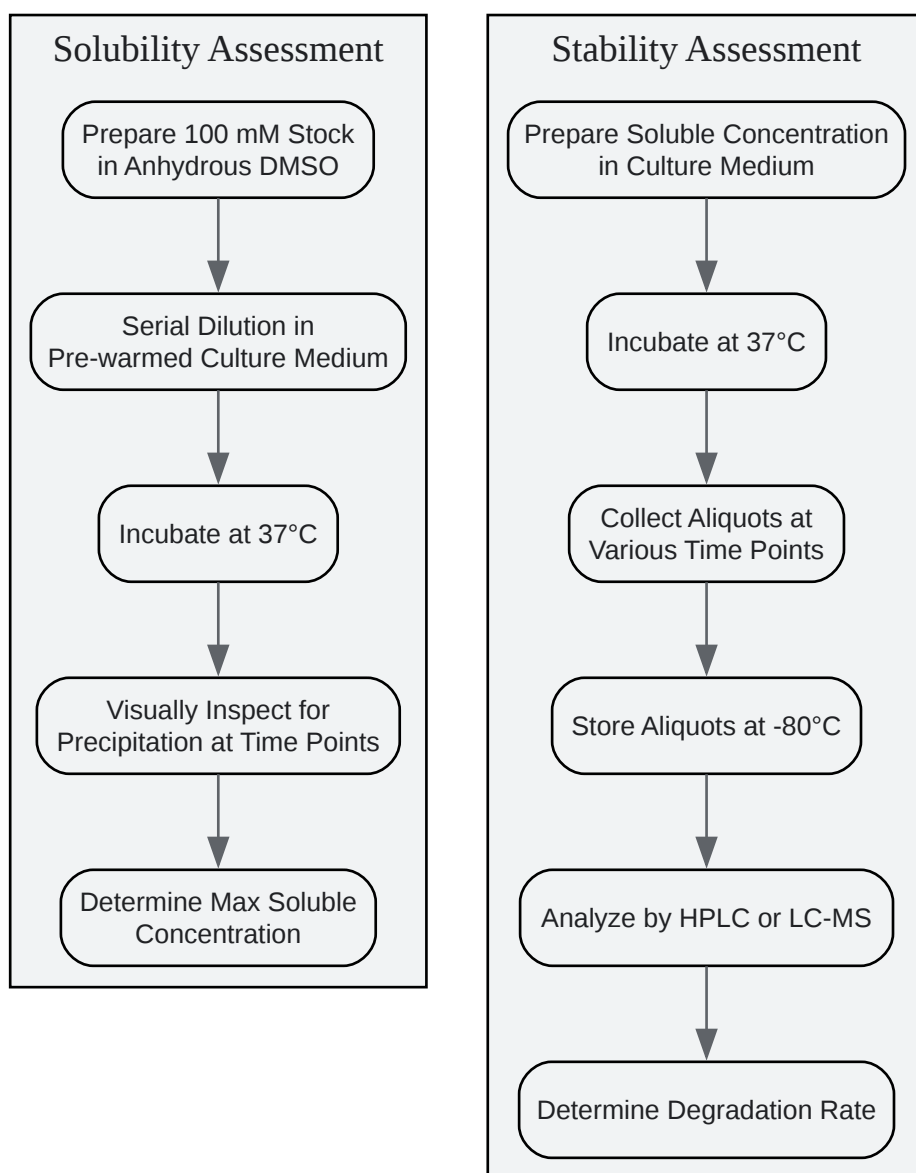 Solubility Assessment
Prepare 100 mM Stock
in Anhydrous DMSO
Serial Dilution in
Pre-warmed Culture Medium
Incubate at 37°C
Visually Inspect for
Precipitation at Time Points
Determine Max Soluble
Concentration
Stability Assessment
Prepare Soluble Concentration
in Culture Medium
Incubate at 37°C
Collect Aliquots at
Various Time Points
Store Aliquots at -80°C
Analyze by HPLC or LC-MS
Determine Degradation Rate